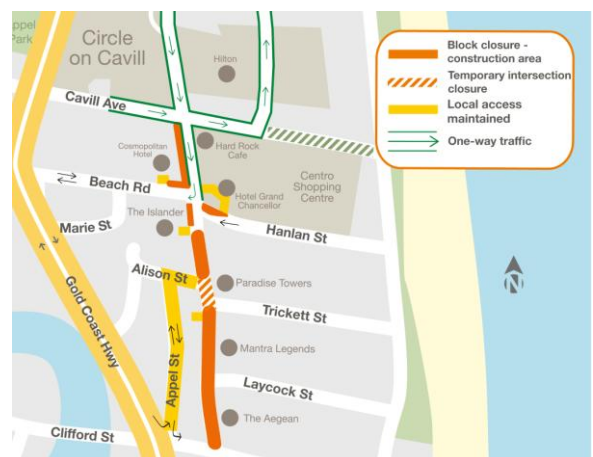 ppel
Park
Circle
on Cavill
Hilton
Block closure -
construction area
Temporary intersection
closure
Local access
maintained
One-way traffic
Cavill Ave
Cosmopolitan
Hotel
Hard Rock
Cafe
Centro
Shopping
Centre
Beach Rd
Hotel Grand
Chancellor
Marie St
The Islander
Hanlan St
Alison St
Paradise Towers
N
Gold Coast Hwy
Trickett St
Appel St
Mantra Legends
Laycock St
The Aegean
Clifford St